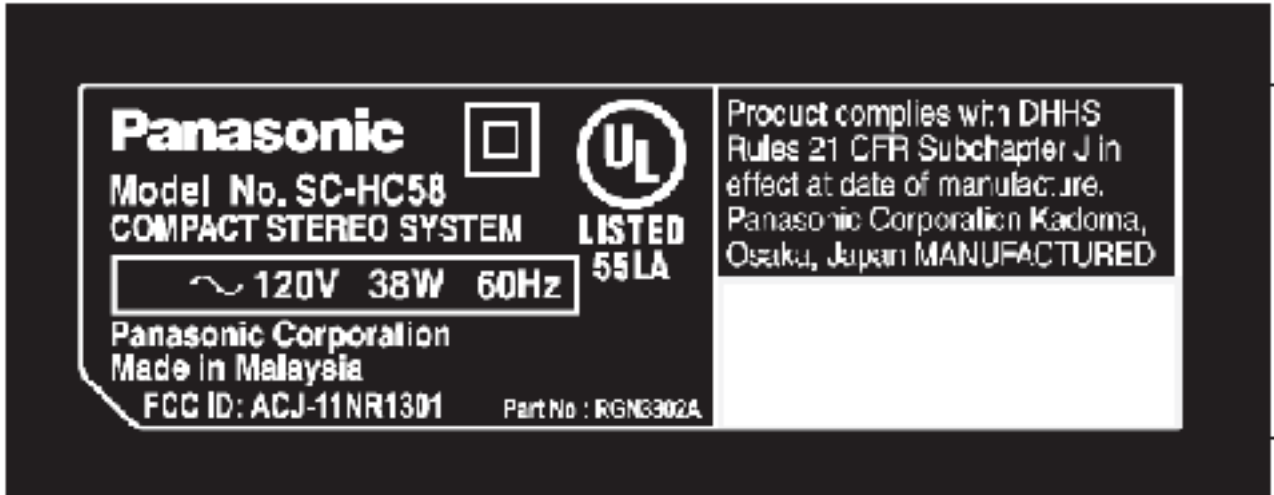 Panasonic
Model No. SC-HC58
COMPACT STEREO SYSTEM
~ 120V 38W 60Hz
Panasonic Corporation
Made in Malaysia
FCC ID: ACJ-11NR1301
Part No : RGN3302A
UL
LISTED
55LA
Product complies with DHHS
Rules 21 CFR Subchapter J in
effect at date of manufacture.
Panasonic Corporation Kadoma,
Osaka, Japan MANUFACTURED